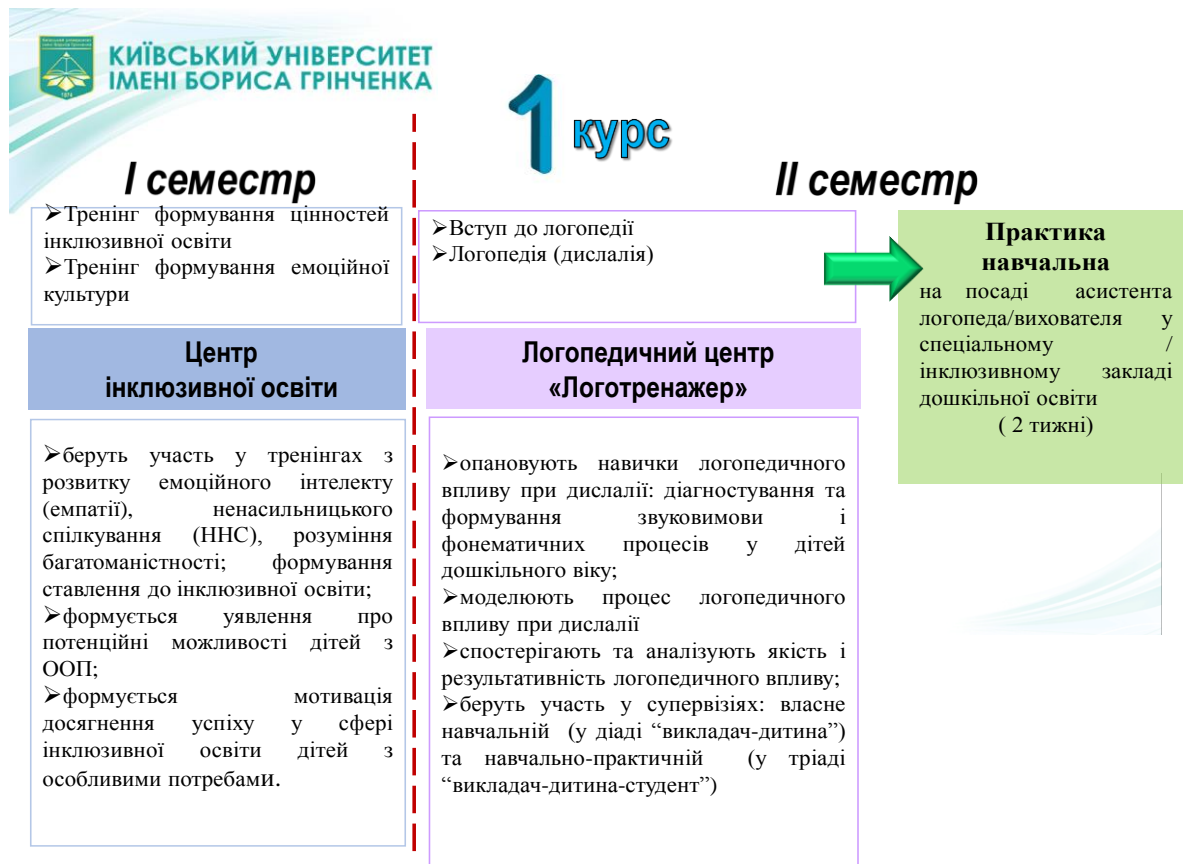 КИЇВСЬКИЙ УНІВЕРСИТЕТ
ІМЕНІ БОРИСА ГРІНЧЕНКА
1 курс
I семестр
➢Тренінг формування цінностей
інклюзивної освіти
➢Тренінг формування емоційної
культури
Центр
інклюзивної освіти
➢беруть участь у тренінгах з
розвитку емоційного інтелекту
(емпатії), ненасильницького
спілкування (ННС), розуміння
багатоманістності; формування
ставлення до інклюзивної освіти;
➢формується уявлення про
потенційні можливості дітей з
ООП;
➢формується мотивація
досягнення успіху у сфері
інклюзивної освіти дітей з
особливими потребами.
II семестр
➢Вступ до логопедії
➢Логопедія (дислалія)
Логопедичний центр
«Логотренажер»
➢опановують навички логопедичного
впливу при дислалії: діагностування та
формування звуковимови і
фонематичних процесів у дітей
дошкільного віку;
➢моделюють процес логопедичного
впливу при дислалії
➢спостерігають та аналізують якість і
результативність логопедичного впливу;
➢беруть участь у супервізіях: власне
навчальній (у діаді “викладач-дитина”)
та навчально-практичній (у тріаді
“викладач-дитина-студент”)
Практика
навчальна
на посаді асистента
логопеда/вихователя у
спеціальному /
інклюзивному закладі
дошкільної освіти
( 2 тижні)